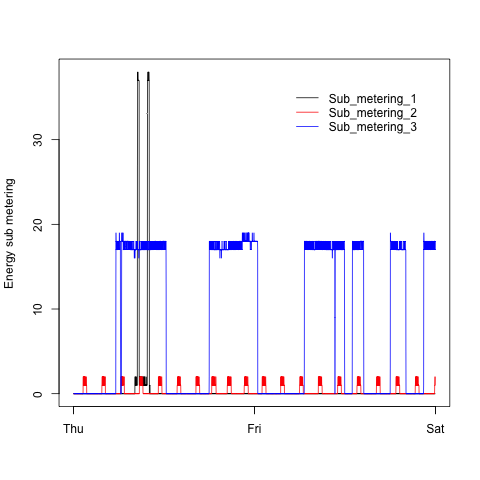 Sub_metering_1
Sub_metering_2
Sub_metering_3
Energy sub metering
30
20
10
0
Thu Fri Sat